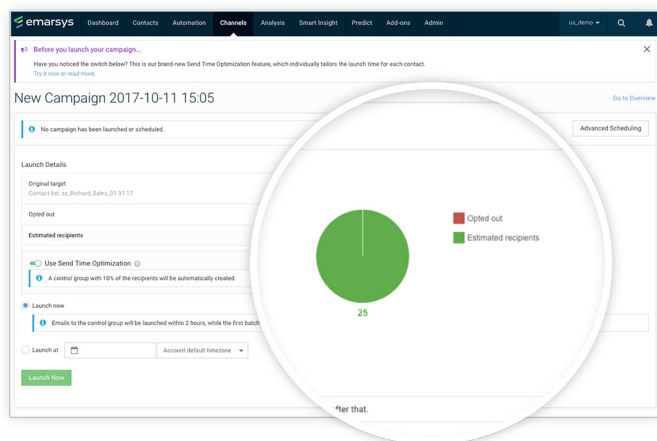 emarsys Dashboard Contacts Automation Channels Analysis Smart Insight Predict Add-ons Admin us_demo
Before you launch your campaign...
Have you noticed the switch below? This is our brand-new Send Time Optimization feature, which individually tailors the launch time for each contact.
Try it now or read more.
New Campaign 2017-10-11 15:05
Go to Overview
No campaign has been launched or scheduled.
Advanced Scheduling
Launch Details
Original target
Contact list: zz_Richard_Sales_01.31.17
Opted out
Estimated recipients
Use Send Time Optimization
A control group with 10% of the recipients will be automatically created.
Launch now
Emails to the control group will be launched within 2 hours, while the first batch
Launch at
Account default timezone
Launch Now
Opted out
Estimated recipients
25
fter that.